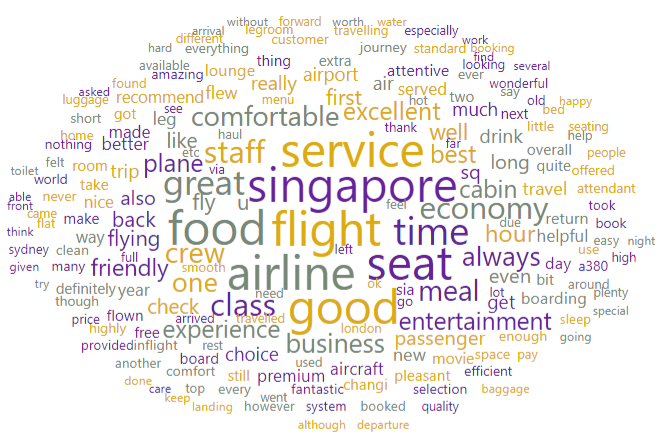 without forward worth water
arrival legroom travelling especially
different customer standard booking work
hard everything thing journey find
available extra attentive looking several
amazing lounge airport air ever wonderful
asked found flew really served say old happy
luggage recommend menu first hot two next bed
short see got leg comfortable excellent much little seating
home made haul like thank well drink help
nothing better etc staff service far best overall people
felt room plane via sq long quite offered
toilet world trip great singapore cabin travel attendant
able take also fly u feel economy took
front never nice food flight time due return book
came flat make back hour helpful easy night
think way flying crew left seat always use
sydney clean full airline even day a380 high
given many friendly smooth ok bit around
try definitely year one need sia meal lot get plenty
though check class good go boarding special
price flown arrived travelled entertainment sleep
highly free experience london passenger enough going
provided inflight rest business new movie space pay
another board choice used aircraft efficient
comfort still premium changi pleasant
done top every fantastic selection baggage
care keep went system booked quality
landing however
although departure